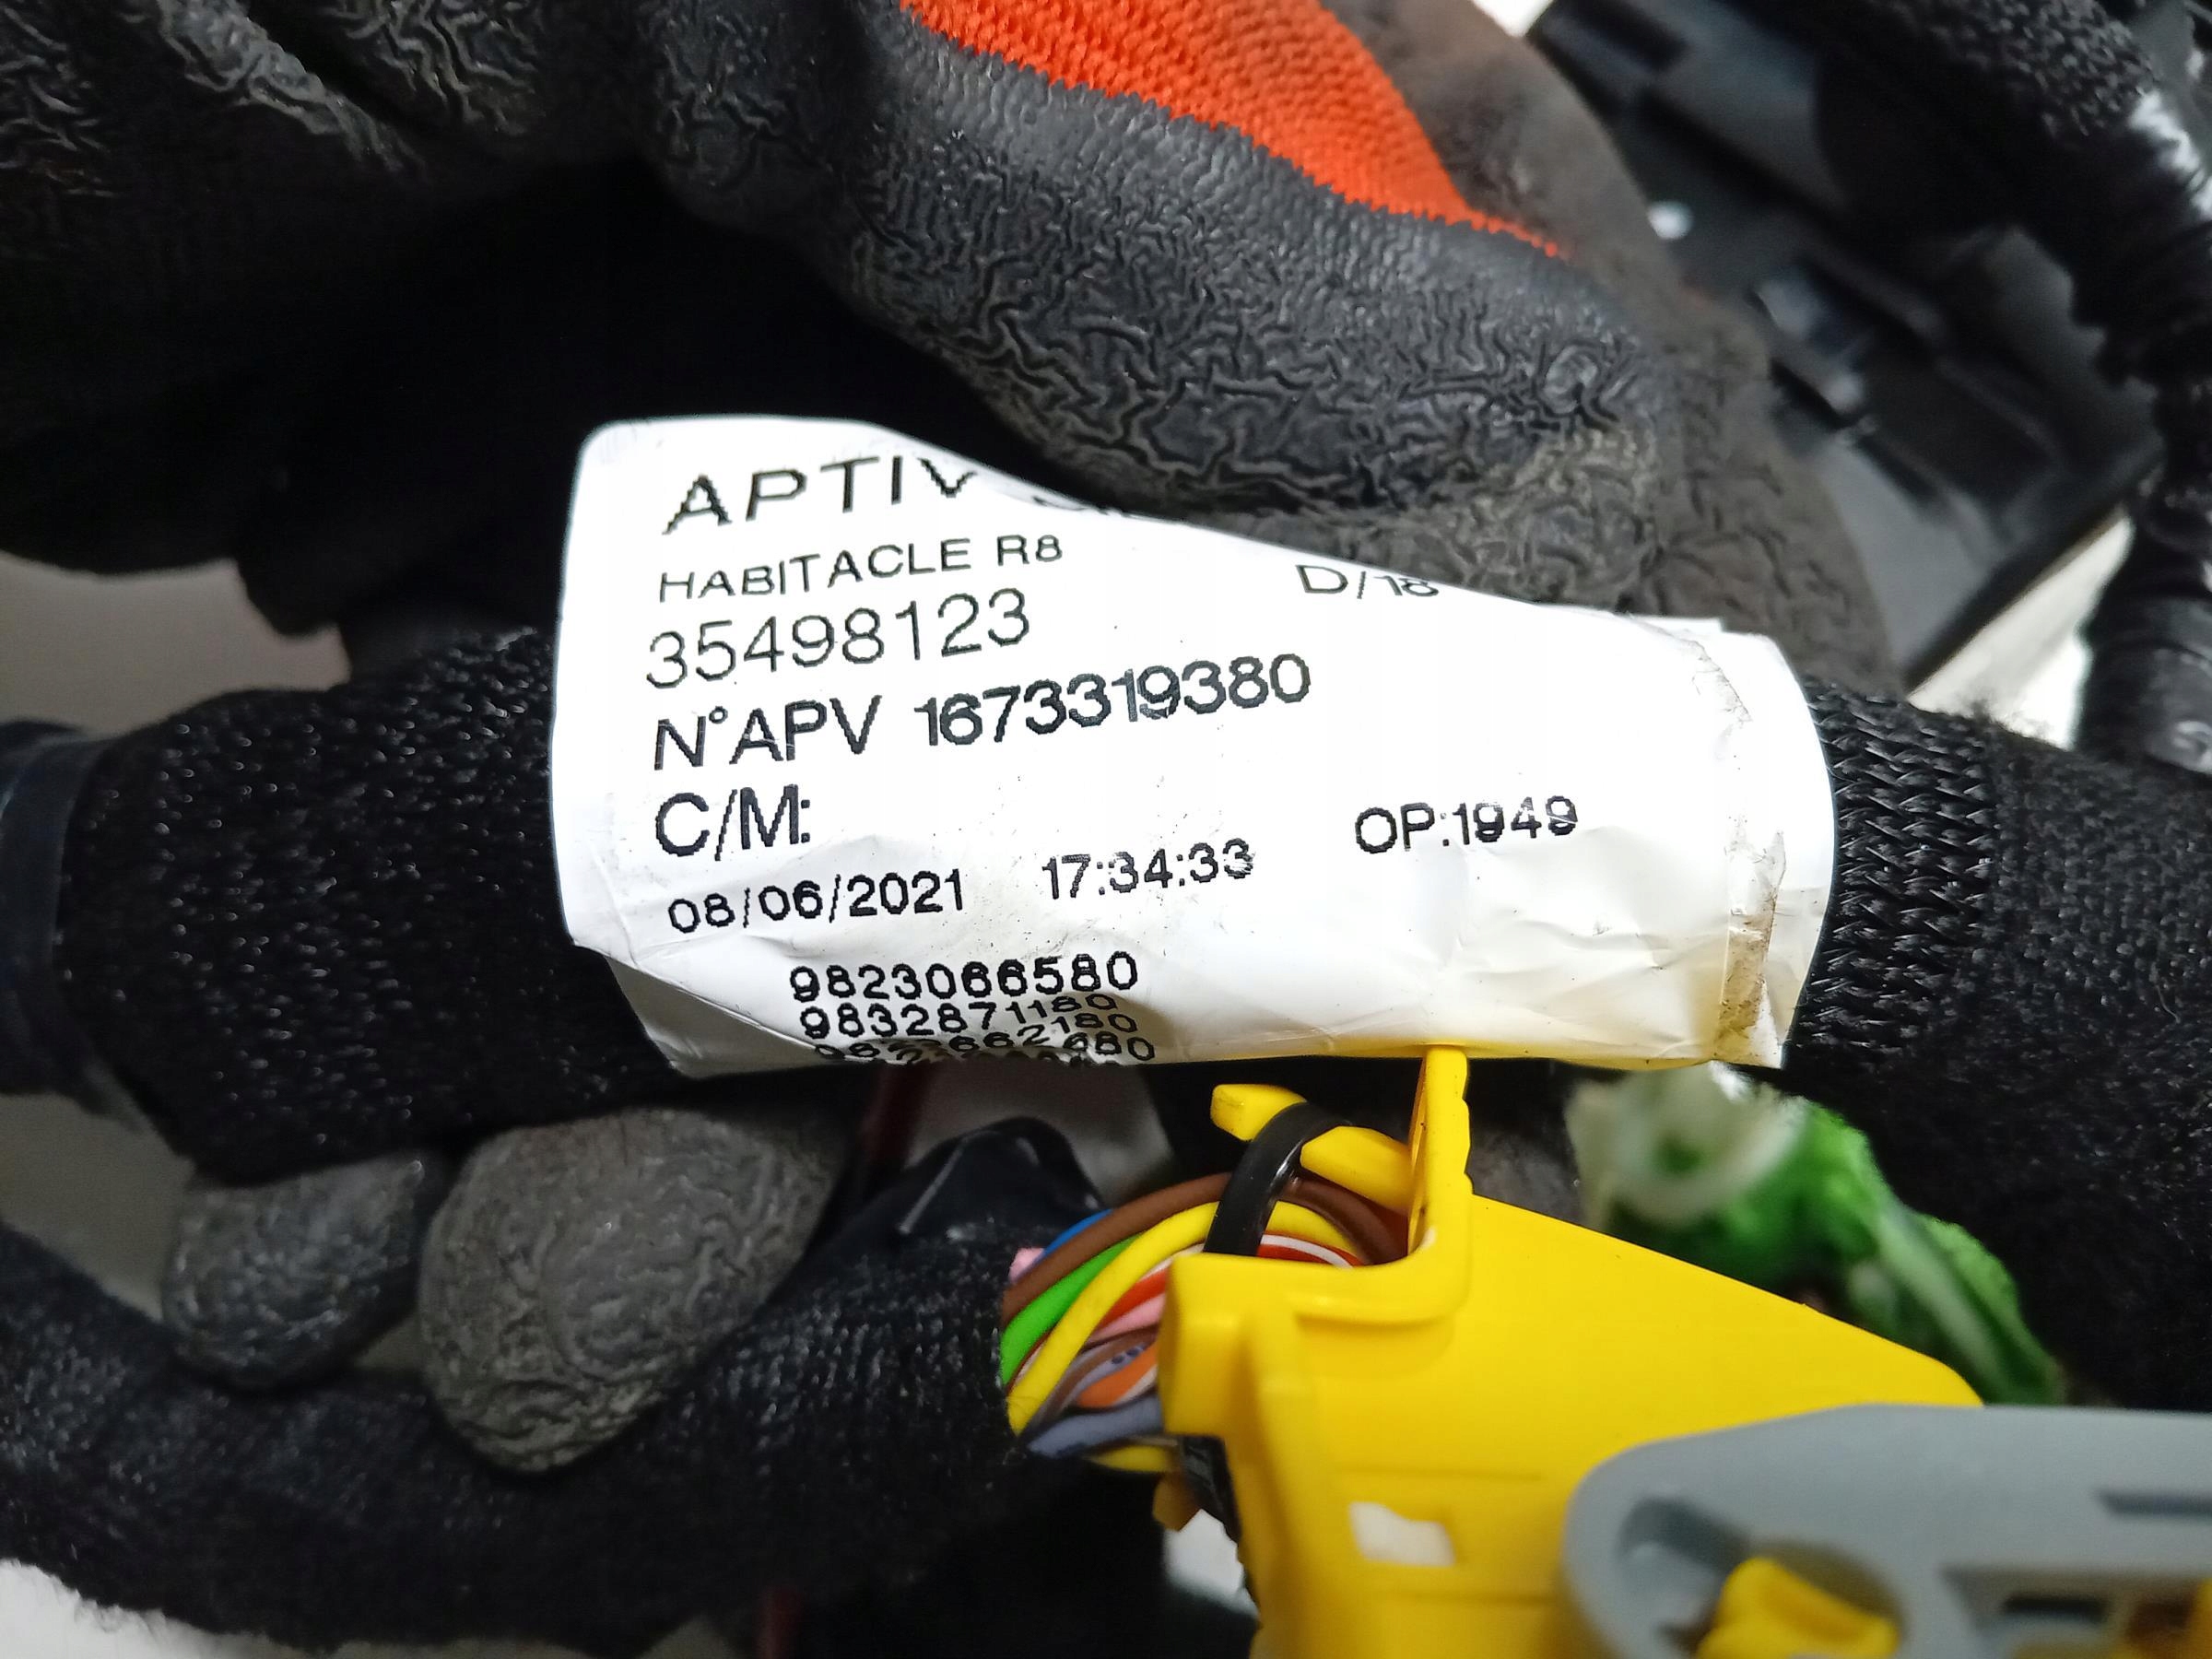 APTIV
HABITACLE R8 D/18
35498123
N°APV 1673319380
C/M:
08/06/2021 17:34:33 OP:1949
9823066580
9832871180